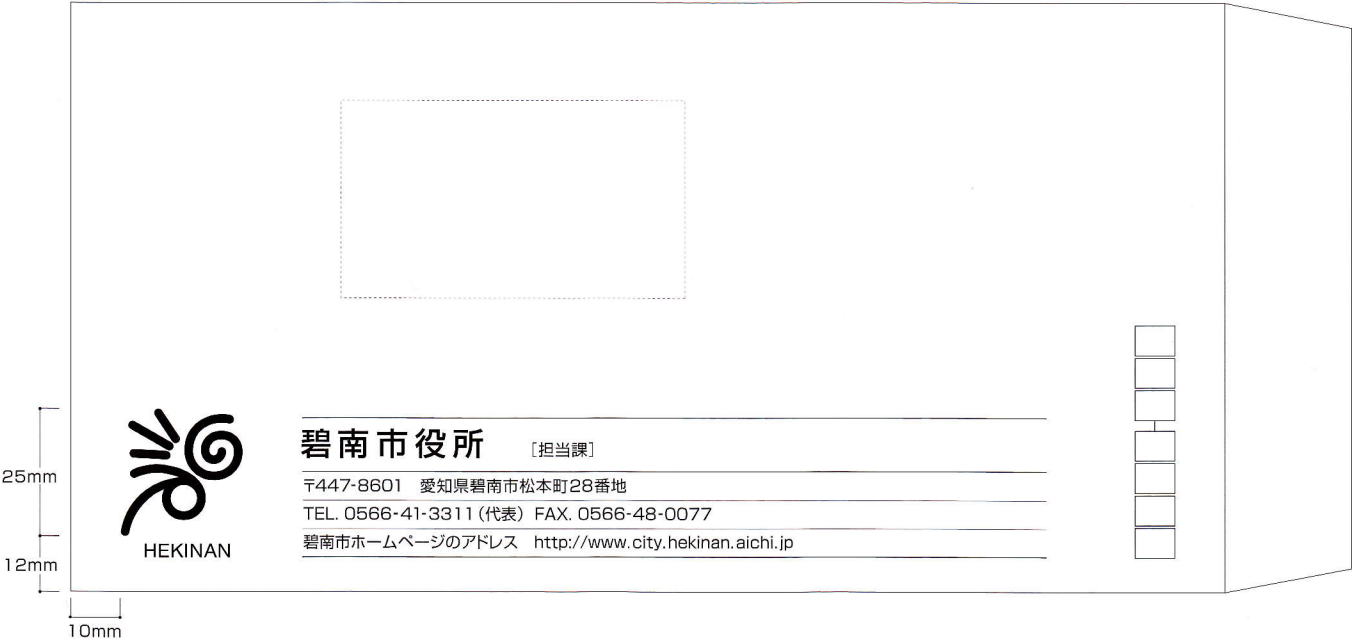 碧南市役所 [担当課]
〒447-8601 愛知県碧南市松本町28番地
TEL. 0566-41-3311(代表) FAX. 0566-48-0077
碧南市ホームページのアドレス http://www.city.hekinan.aichi.jp
HEKINAN
25mm
12mm
10mm